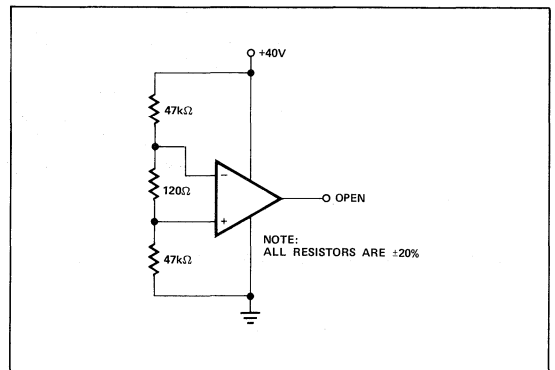 +40V
47kΩ
−
120Ω
OPEN
+
47kΩ
NOTE:
ALL RESISTORS ARE ±20%